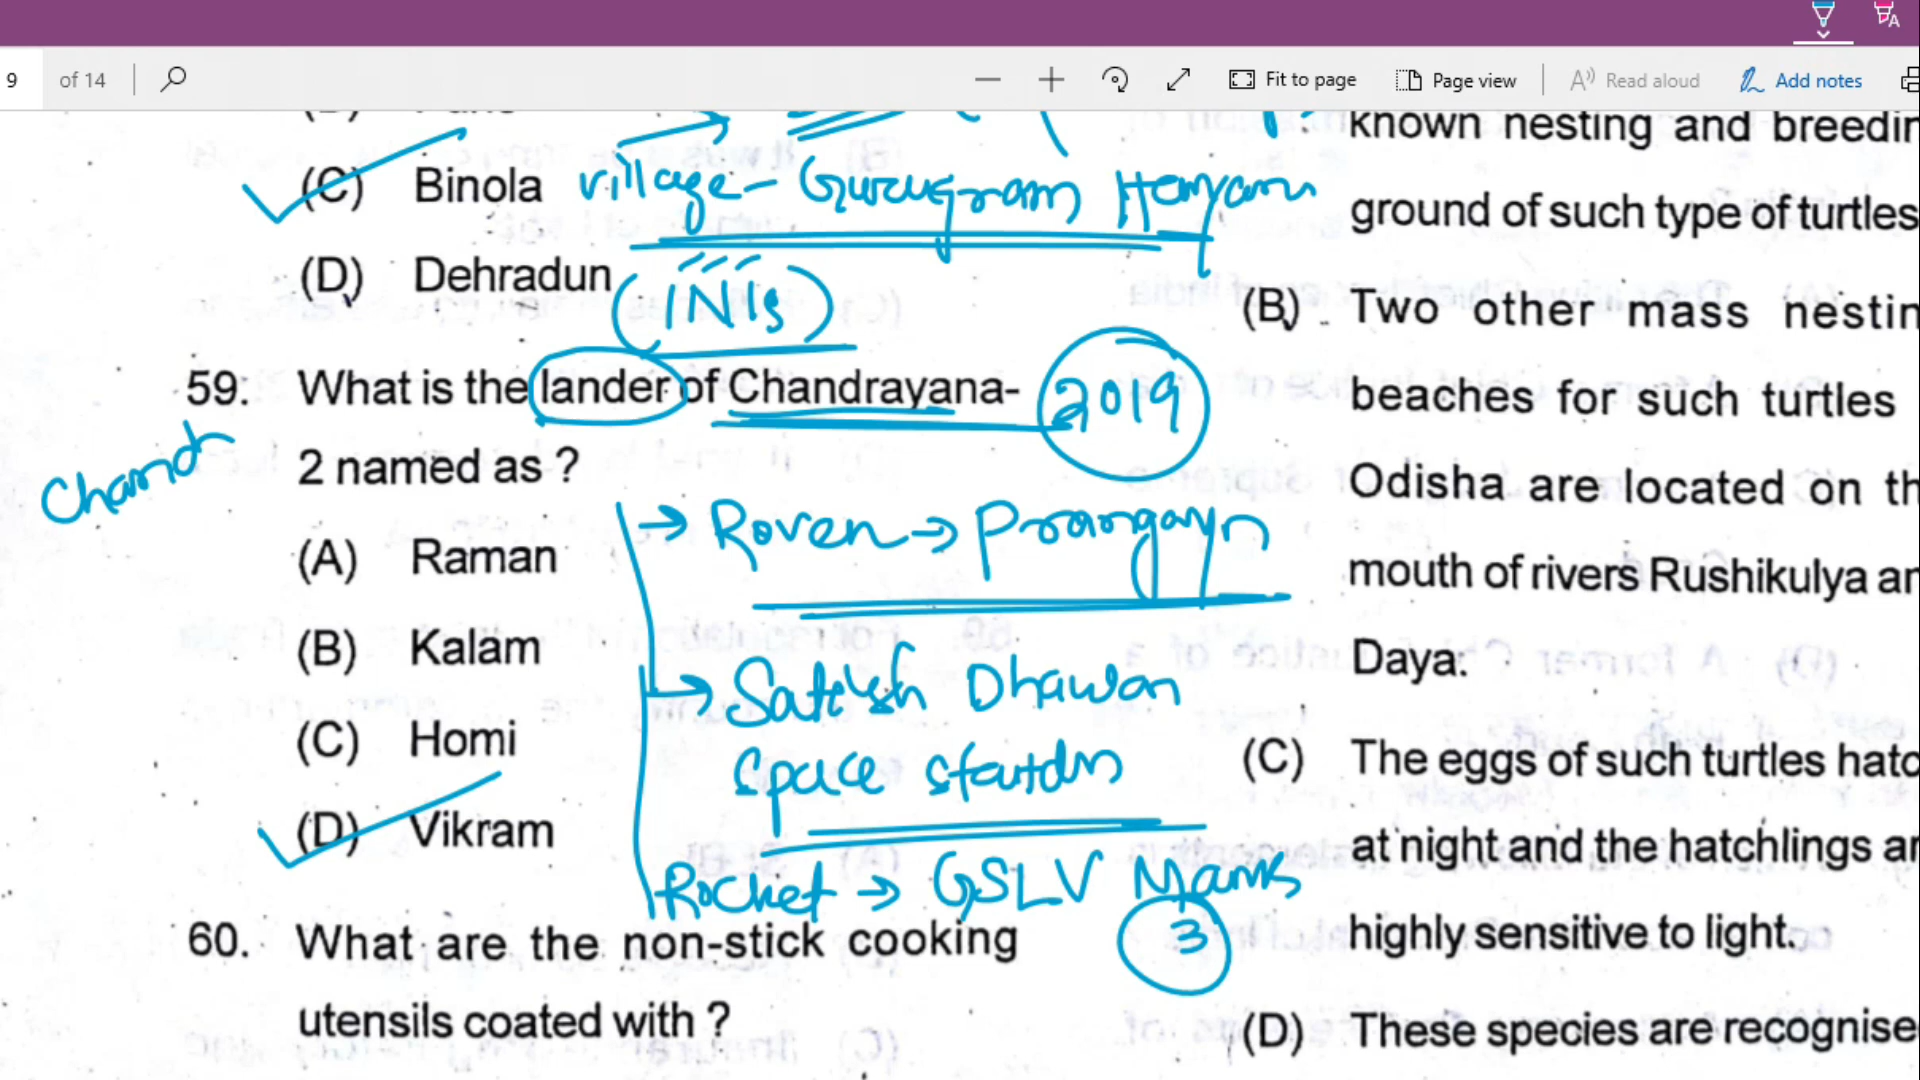 9 of 14
Fit to page
Page view
Read aloud
Add notes
(C) Binola village - Gurugram Haryana
(D) Dehradun
(INIS)
59. What is the lander of Chandrayana-
2019
2 named as ?
Chand
(A) Raman
(B) Kalam
(C) Homi
(D) Vikram
→ Rover → Praangayn
→ Satish Dhawan
Space station
Rocket → GSLV Mark
3
60. What are the non-stick cooking
utensils coated with ?
known nesting and breedin
ground of such type of turtles
(B) Two other mass nestin
beaches for such turtles
Odisha are located on th
mouth of rivers Rushikulya an
Daya.
(C) The eggs of such turtles hatc
at night and the hatchlings ar
highly sensitive to light.
(D) These species are recognise